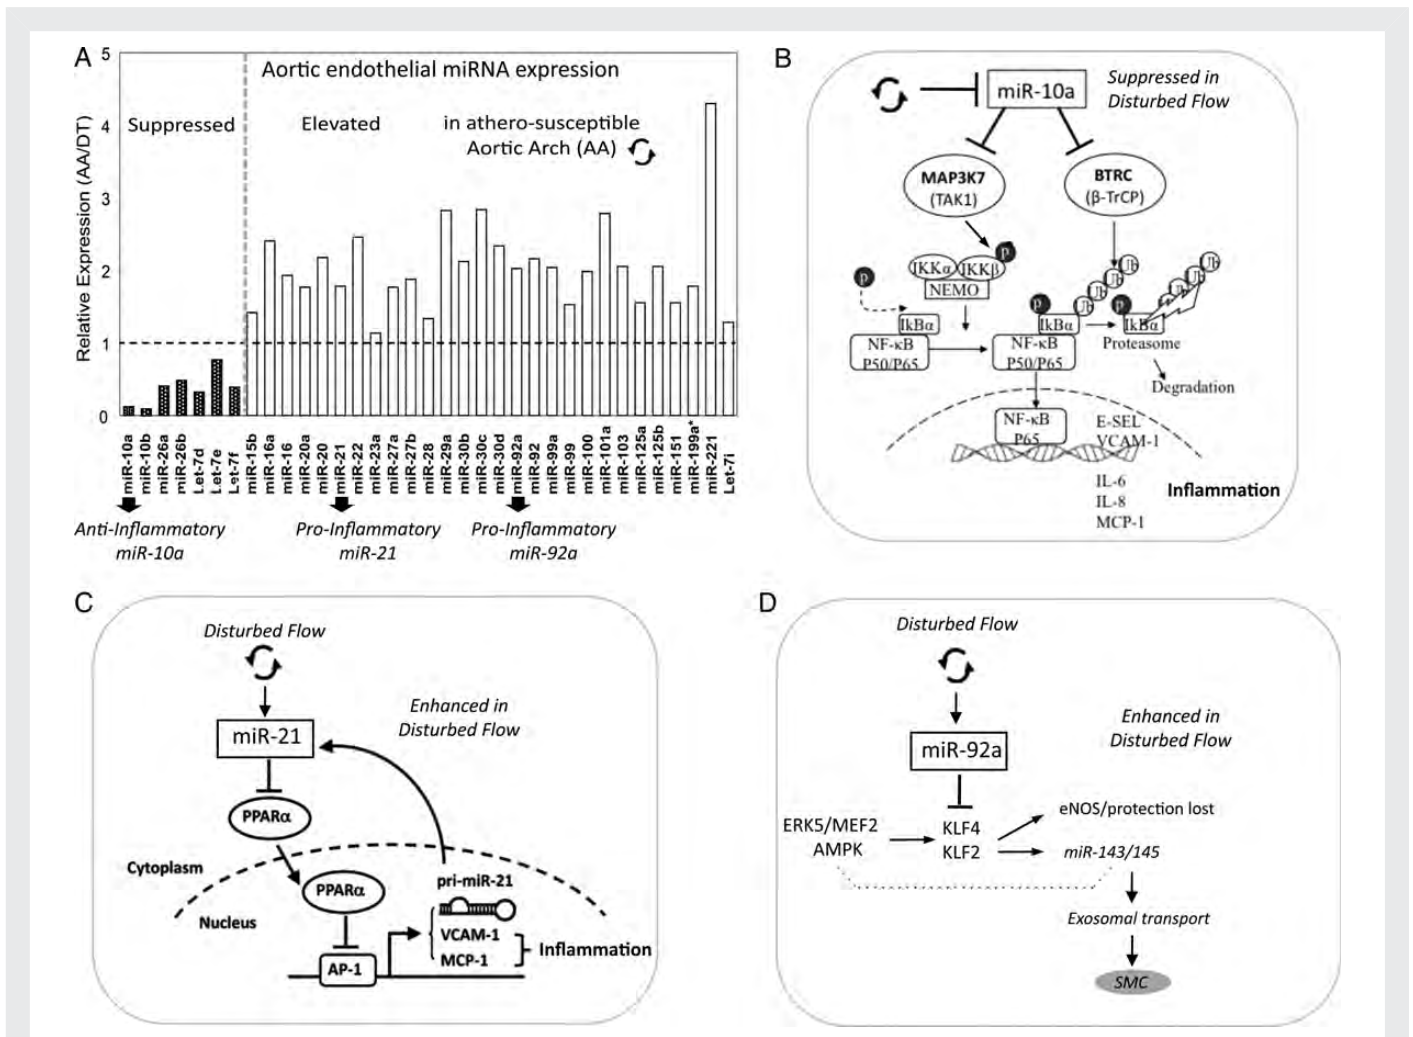 A
Aortic endothelial miRNA expression
Suppressed
Elevated
in athero-susceptible
Aortic Arch (AA)
Relative Expression (AA/DT)
5
4
3
2
1
0
miR-10a
miR-10b
miR-26a
miR-26b
Let-7d
Let-7e
Let-7f
miR-15b
miR-16a
miR-16
miR-20a
miR-20
miR-21
miR-22
miR-23a
miR-27a
miR-27b
miR-28
miR-29a
miR-30b
miR-30c
miR-30d
miR-92a
miR-92
miR-99a
miR-99
miR-100
miR-101a
miR-103
miR-125a
miR-125b
miR-151
miR-199a*
miR-221
Let-7i
Anti-Inflammatory
miR-10a
Pro-Inflammatory
miR-21
Pro-Inflammatory
miR-92a
B
miR-10a
Suppressed in
Disturbed Flow
MAP3K7
(TAK1)
BTRC
(β-TrCP)
P
P
IKKα
IKKβ
NEMO
Ub
Ub
Ub
Ub
Ub
Ub
Ub
P
P
IkBα
IkBα
IkBα
NF-κB
P50/P65
NF-κB
P50/P65
Proteasome
Degradation
NF-κB
P65
E-SEL
VCAM-1
IL-6
IL-8
MCP-1
Inflammation
C
Disturbed Flow
miR-21
Enhanced in
Disturbed Flow
PPARα
Cytoplasm
PPARα
Nucleus
pri-miR-21
VCAM-1
MCP-1
Inflammation
AP-1
D
Disturbed Flow
miR-92a
Enhanced in
Disturbed Flow
ERK5/MEF2
AMPK
KLF4
KLF2
eNOS/protection lost
miR-143/145
Exosomal transport
SMC